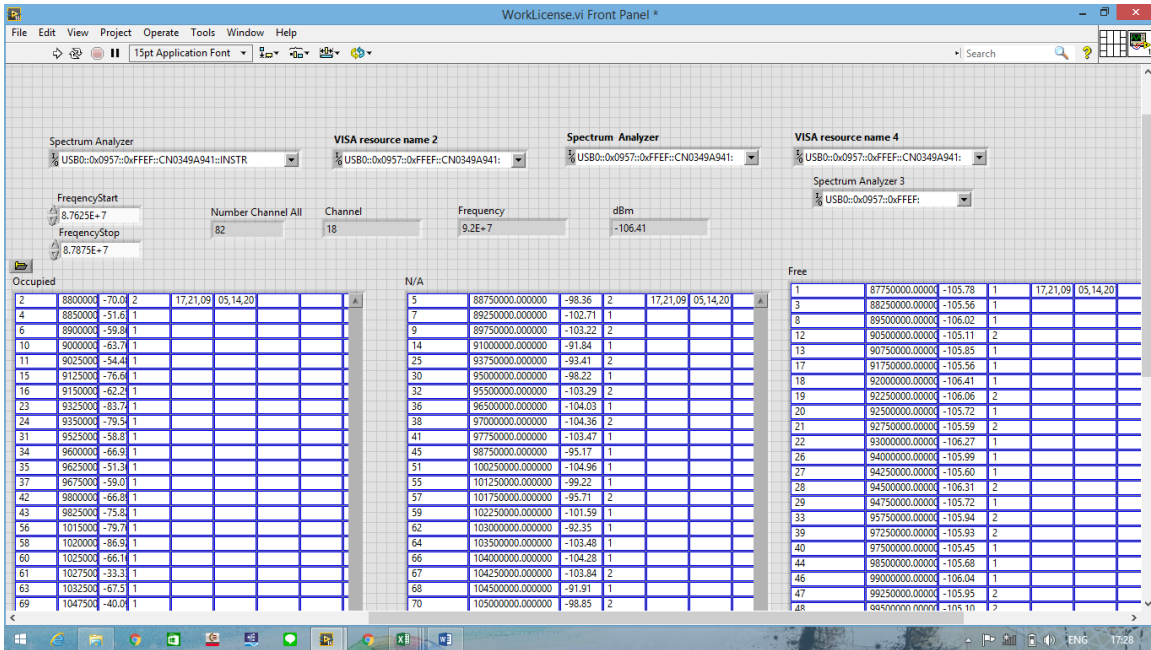 WorkLicense.vi Front Panel *
File Edit View Project Operate Tools Window Help
15pt Application Font
Search
Spectrum Analyzer
USB0::0x0957::0xFFEF::CN0349A941::INSTR
VISA resource name 2
USB0::0x0957::0xFFEF::CN0349A941:
Spectrum Analyzer
USB0::0x0957::0xFFEF::CN0349A941:
VISA resource name 4
USB0::0x0957::0xFFEF::CN0349A941:
Spectrum Analyzer 3
USB0::0x0957::0xFFEF:
FreqencyStart
8.7625E+7
FreqencyStop
8.7875E+7
Number Channel All
82
Channel
18
Frequency
9.2E+7
dBm
-106.41
Occupied
2 8800000 -70.08 2 17,21,09 05,14,20
4 8850000 -51.6 1
6 8900000 -59.8 1
10 9000000 -63.7 1
11 9025000 -54.4 1
15 9125000 -76.6 1
16 9150000 -62.2 1
23 9325000 -83.7 1
24 9350000 -79.5 1
31 9525000 -58.8 1
34 9600000 -66.9 1
35 9625000 -51.3 1
37 9675000 -59.0 1
42 9800000 -66.8 1
43 9825000 -75.8 1
56 1015000 -79.7 1
58 1020000 -86.9 1
60 1025000 -66.1 1
61 1027500 -33.3 1
63 1032500 -67.5 1
69 1047500 -40.0 1
N/A
5 88750000.000000 -98.36 2 17,21,09 05,14,20
7 89250000.000000 -102.71 1
9 89750000.000000 -103.22 2
14 91000000.000000 -91.84 1
25 93750000.000000 -93.41 2
30 95000000.000000 -98.22 1
32 95500000.000000 -103.29 2
36 96500000.000000 -104.03 1
38 97000000.000000 -104.36 2
41 97750000.000000 -103.47 1
45 98750000.000000 -95.17 1
51 100250000.000000 -104.96 1
55 101250000.000000 -99.22 1
57 101750000.000000 -95.71 2
59 102250000.000000 -101.59 1
62 103000000.000000 -92.35 1
64 103500000.000000 -103.48 1
66 104000000.000000 -104.28 1
67 104250000.000000 -103.84 2
68 104500000.000000 -91.91 1
70 105000000.000000 -98.85 2
Free
1 87750000.00000 -105.78 1 17,21,09 05,14,20
3 88250000.00000 -105.56 1
8 89500000.00000 -106.02 1
12 90500000.00000 -105.11 2
13 90750000.00000 -105.85 1
17 91750000.00000 -105.56 1
18 92000000.00000 -106.41 1
19 92250000.00000 -106.06 2
20 92500000.00000 -105.72 1
21 92750000.00000 -105.59 2
22 93000000.00000 -106.27 1
26 94000000.00000 -105.99 1
27 94250000.00000 -105.60 1
28 94500000.00000 -106.31 2
29 94750000.00000 -105.72 1
33 95750000.00000 -105.94 2
39 97250000.00000 -105.93 2
40 97500000.00000 -105.45 1
44 98500000.00000 -105.68 1
46 99000000.00000 -106.04 1
47 99250000.00000 -105.95 2
48 99500000.00000 -105.10 2
ENG 17:28